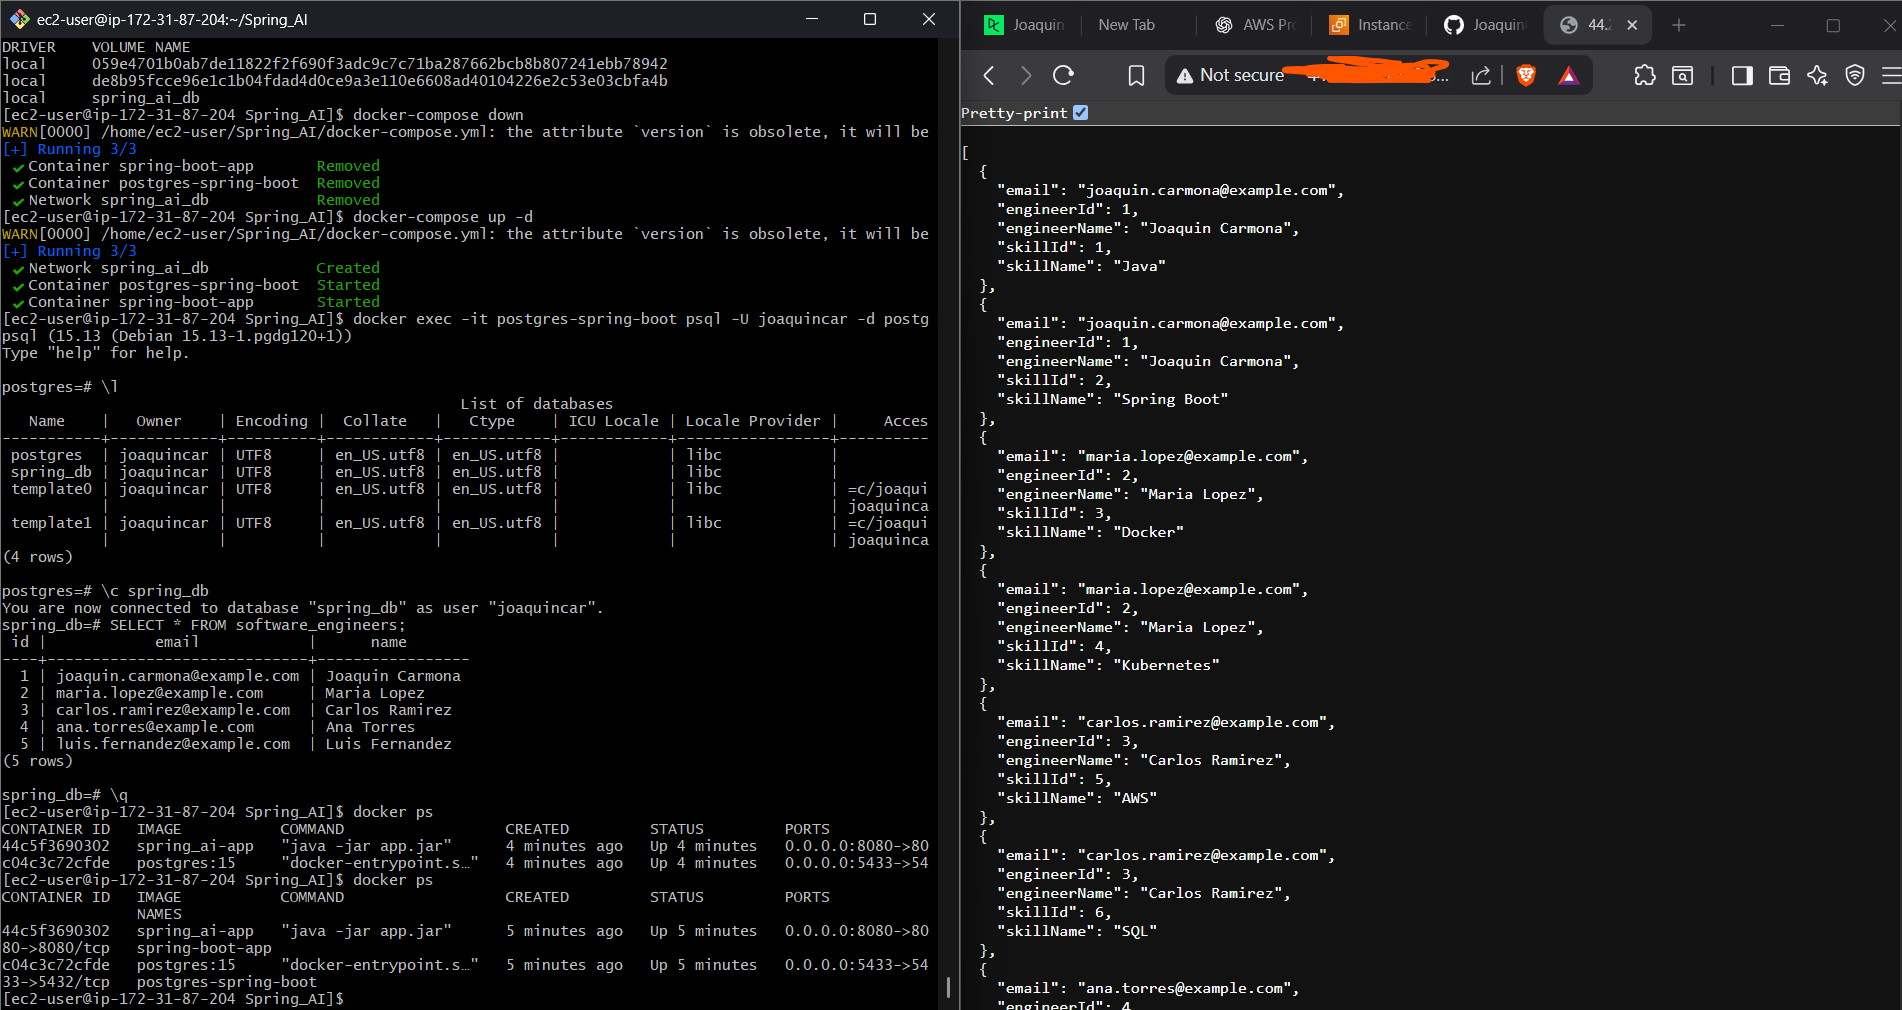 ec2-user@ip-172-31-87-204:~/Spring_AI
DRIVER    VOLUME NAME
local     059e4701b0ab7de11822f2f690f3adc9c7c71ba287662bcb8b807241ebb78942
local     de8b95fcce96e1c1b04fdad4d0ce9a3e110e6608ad40104226e2c53e03cbfa4b
local     spring_ai_db
[ec2-user@ip-172-31-87-204 Spring_AI]$ docker-compose down
WARN[0000] /home/ec2-user/Spring_AI/docker-compose.yml: the attribute `version` is obsolete, it will be
[+] Running 3/3
✔ Container spring-boot-app       Removed
✔ Container postgres-spring-boot  Removed
✔ Network spring_ai_db            Removed
[ec2-user@ip-172-31-87-204 Spring_AI]$ docker-compose up -d
WARN[0000] /home/ec2-user/Spring_AI/docker-compose.yml: the attribute `version` is obsolete, it will be
[+] Running 3/3
✔ Network spring_ai_db            Created
✔ Container postgres-spring-boot  Started
✔ Container spring-boot-app       Started
[ec2-user@ip-172-31-87-204 Spring_AI]$ docker exec -it postgres-spring-boot psql -U joaquincar -d postg
psql (15.13 (Debian 15.13-1.pgdg120+1))
Type "help" for help.
postgres=# \l
List of databases
Name    |   Owner    | Encoding |  Collate   |   Ctype    | ICU Locale | Locale Provider |     Acces
-----------+------------+----------+------------+------------+------------+-----------------+----------
postgres  | joaquincar | UTF8     | en_US.utf8 | en_US.utf8 |            | libc            |
spring_db | joaquincar | UTF8     | en_US.utf8 | en_US.utf8 |            | libc            |
template0 | joaquincar | UTF8     | en_US.utf8 | en_US.utf8 |            | libc            | =c/joaqui
|            |          |            |            |            |                 | joaquinca
template1 | joaquincar | UTF8     | en_US.utf8 | en_US.utf8 |            | libc            | =c/joaqui
|            |          |            |            |            |                 | joaquinca
(4 rows)
postgres=# \c spring_db
You are now connected to database "spring_db" as user "joaquincar".
spring_db=# SELECT * FROM software_engineers;
id |            email            |      name
----+-----------------------------+-----------------
1 | joaquin.carmona@example.com | Joaquin Carmona
2 | maria.lopez@example.com     | Maria Lopez
3 | carlos.ramirez@example.com  | Carlos Ramirez
4 | ana.torres@example.com      | Ana Torres
5 | luis.fernandez@example.com  | Luis Fernandez
(5 rows)
spring_db=# \q
[ec2-user@ip-172-31-87-204 Spring_AI]$ docker ps
CONTAINER ID   IMAGE           COMMAND                  CREATED         STATUS         PORTS
44c5f3690302   spring_ai-app   "java -jar app.jar"      4 minutes ago   Up 4 minutes   0.0.0.0:8080->80
c04c3c72cfde   postgres:15     "docker-entrypoint.s…"   4 minutes ago   Up 4 minutes   0.0.0.0:5433->54
[ec2-user@ip-172-31-87-204 Spring_AI]$ docker ps
CONTAINER ID   IMAGE           COMMAND                  CREATED         STATUS         PORTS
NAMES
44c5f3690302   spring_ai-app   "java -jar app.jar"      5 minutes ago   Up 5 minutes   0.0.0.0:8080->80
80->8080/tcp   spring-boot-app
c04c3c72cfde   postgres:15     "docker-entrypoint.s…"   5 minutes ago   Up 5 minutes   0.0.0.0:5433->54
33->5432/tcp   postgres-spring-boot
[ec2-user@ip-172-31-87-204 Spring_AI]$
Joaquin   New Tab   AWS Pr   Instance   Joaquin   44.
Not secure
Pretty-print
[
{
"email": "joaquin.carmona@example.com",
"engineerId": 1,
"engineerName": "Joaquin Carmona",
"skillId": 1,
"skillName": "Java"
},
{
"email": "joaquin.carmona@example.com",
"engineerId": 1,
"engineerName": "Joaquin Carmona",
"skillId": 2,
"skillName": "Spring Boot"
},
{
"email": "maria.lopez@example.com",
"engineerId": 2,
"engineerName": "Maria Lopez",
"skillId": 3,
"skillName": "Docker"
},
{
"email": "maria.lopez@example.com",
"engineerId": 2,
"engineerName": "Maria Lopez",
"skillId": 4,
"skillName": "Kubernetes"
},
{
"email": "carlos.ramirez@example.com",
"engineerId": 3,
"engineerName": "Carlos Ramirez",
"skillId": 5,
"skillName": "AWS"
},
{
"email": "carlos.ramirez@example.com",
"engineerId": 3,
"engineerName": "Carlos Ramirez",
"skillId": 6,
"skillName": "SQL"
},
{
"email": "ana.torres@example.com",
"engineerId": 4,